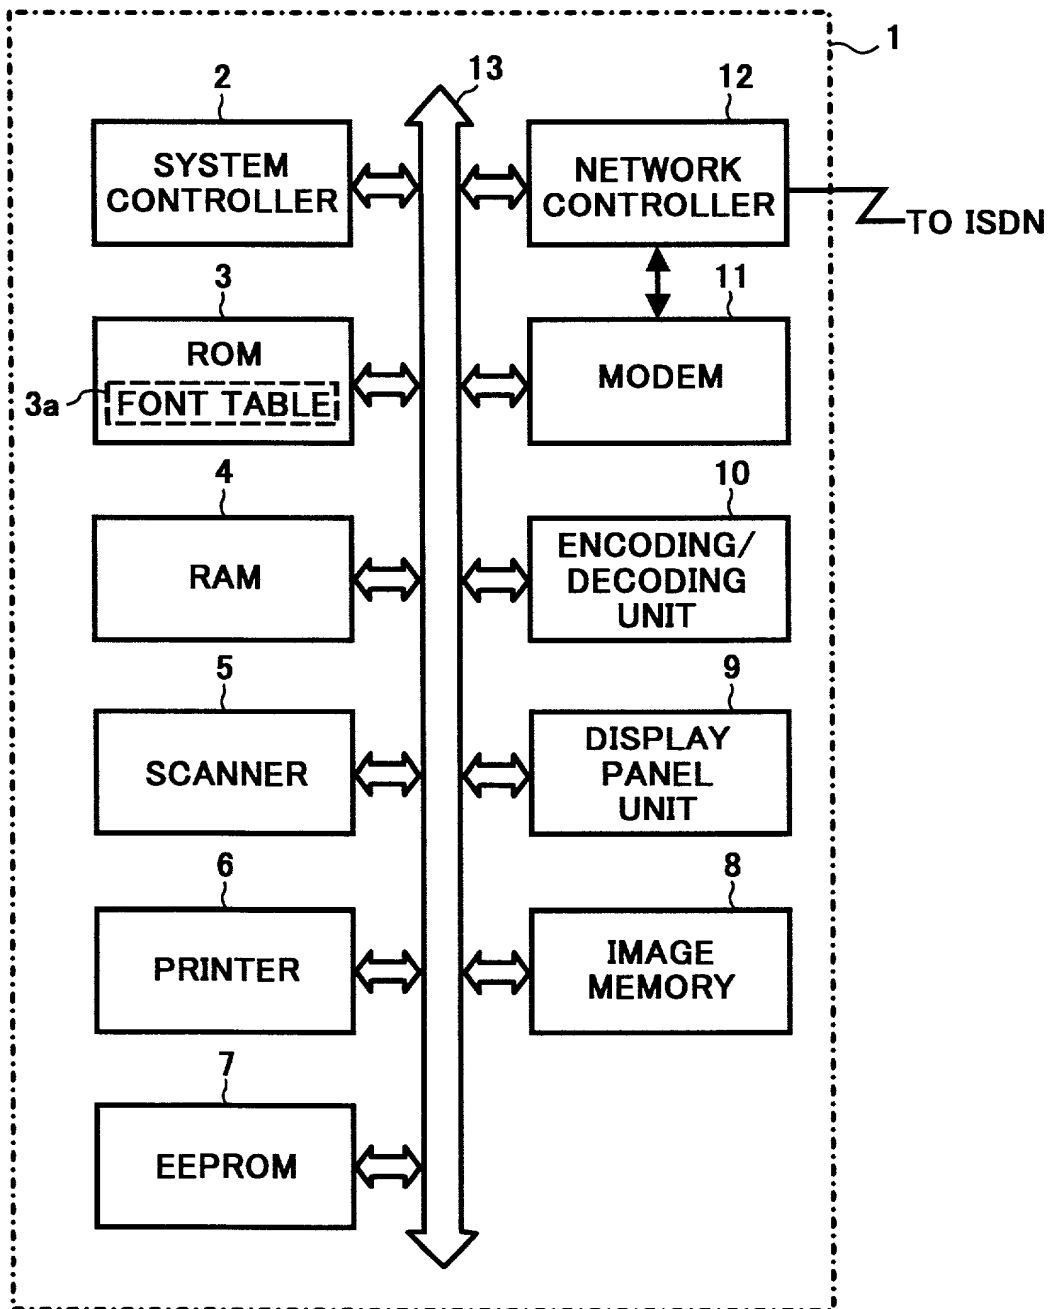 1
13
2
SYSTEM
CONTROLLER
12
NETWORK
CONTROLLER
TO ISDN
3
ROM
3a
FONT TABLE
11
MODEM
4
RAM
10
ENCODING/
DECODING
UNIT
5
SCANNER
9
DISPLAY
PANEL
UNIT
6
PRINTER
8
IMAGE
MEMORY
7
EEPROM